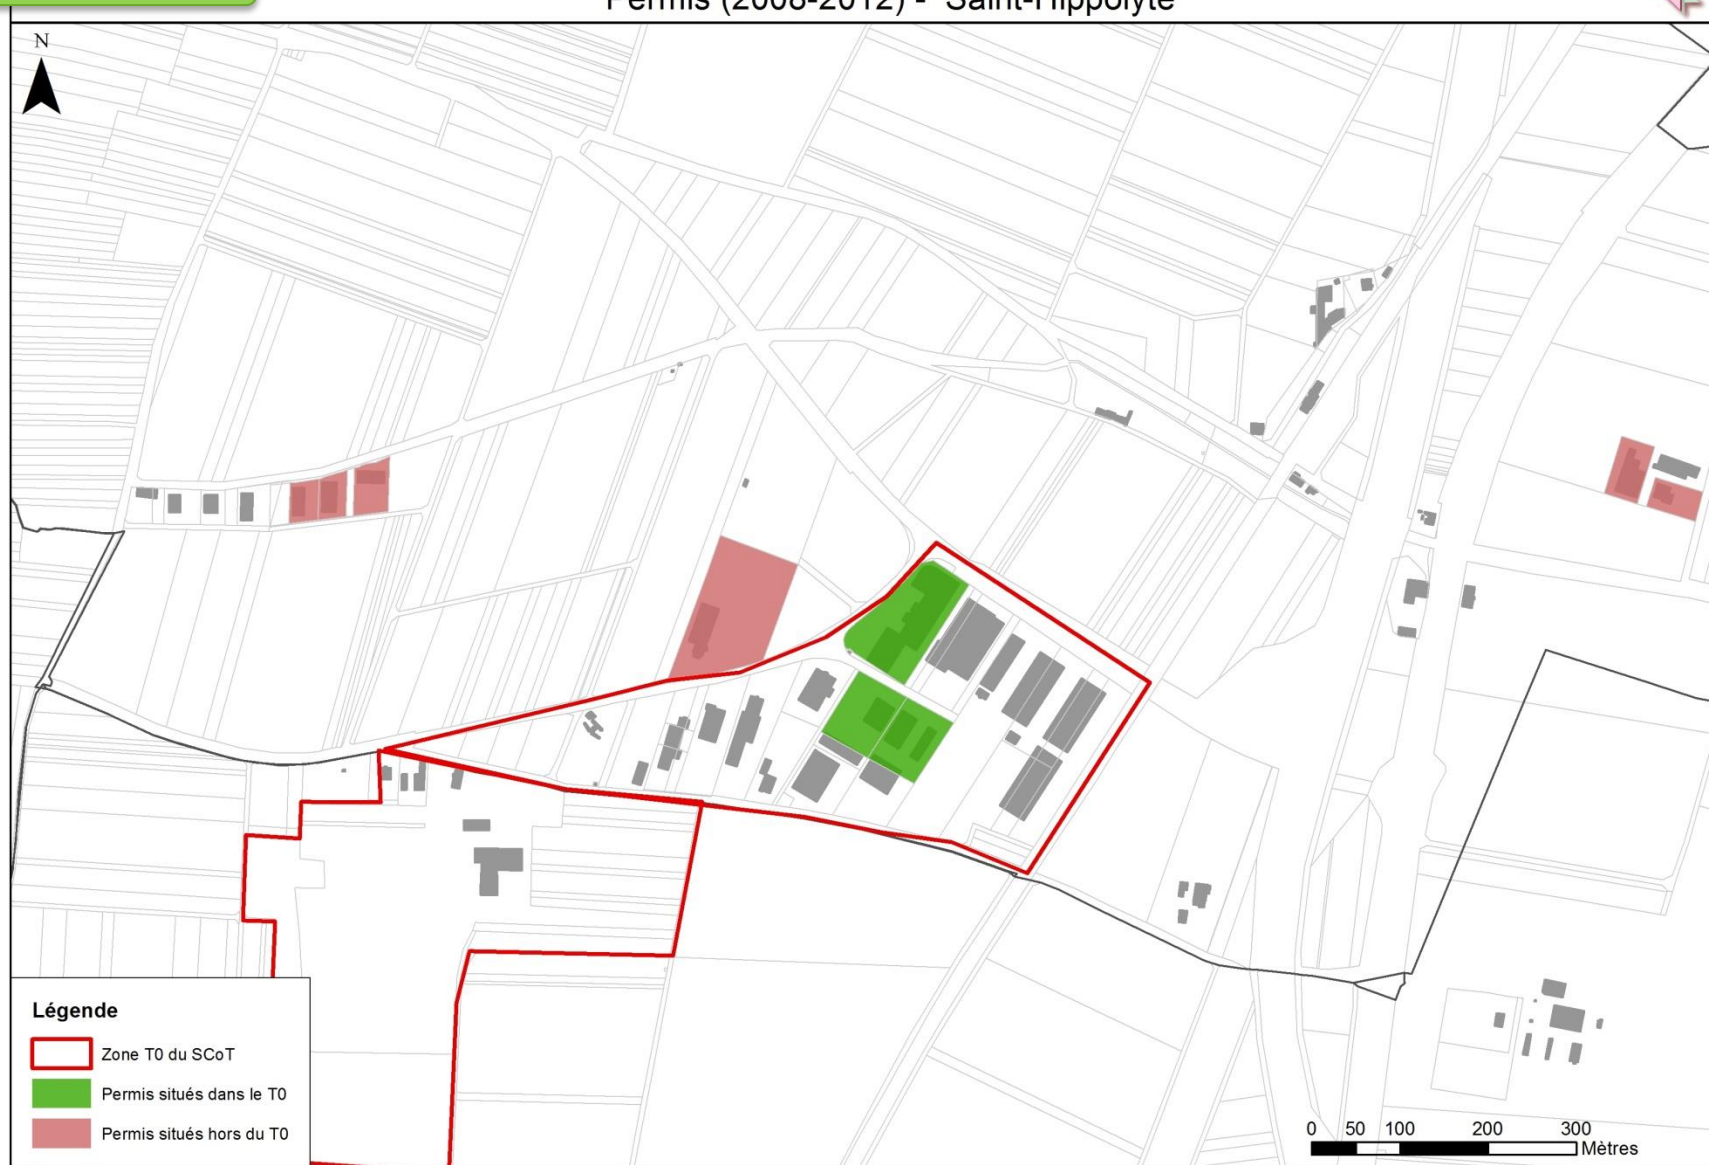 Permis (2008-2012) - Saint-Hippolyte
N
Légende
Zone T0 du SCoT
Permis situés dans le T0
Permis situés hors du T0
0 50 100 200 300
Mètres